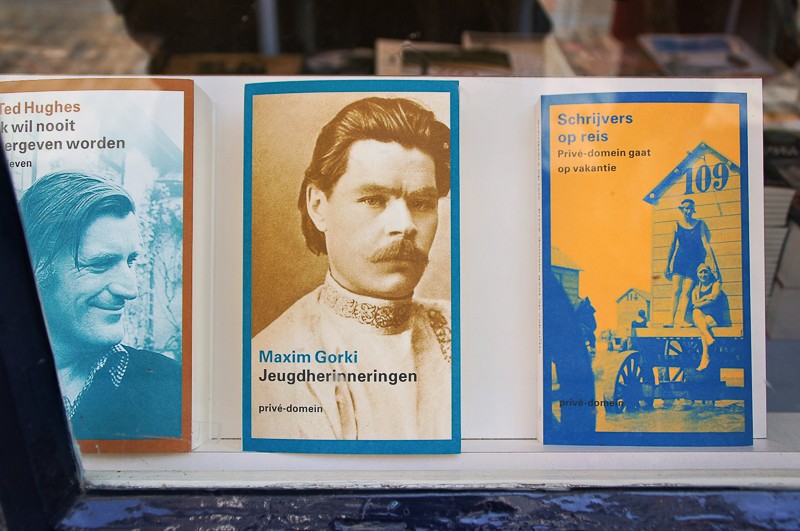 Ted Hughes
k wil nooit
ergeven worden
even
Maxim Gorki
Jeugdherinneringen
privé-domein
Schrijvers
op reis
Privé-domein gaat
op vakantie
109
privé-domein